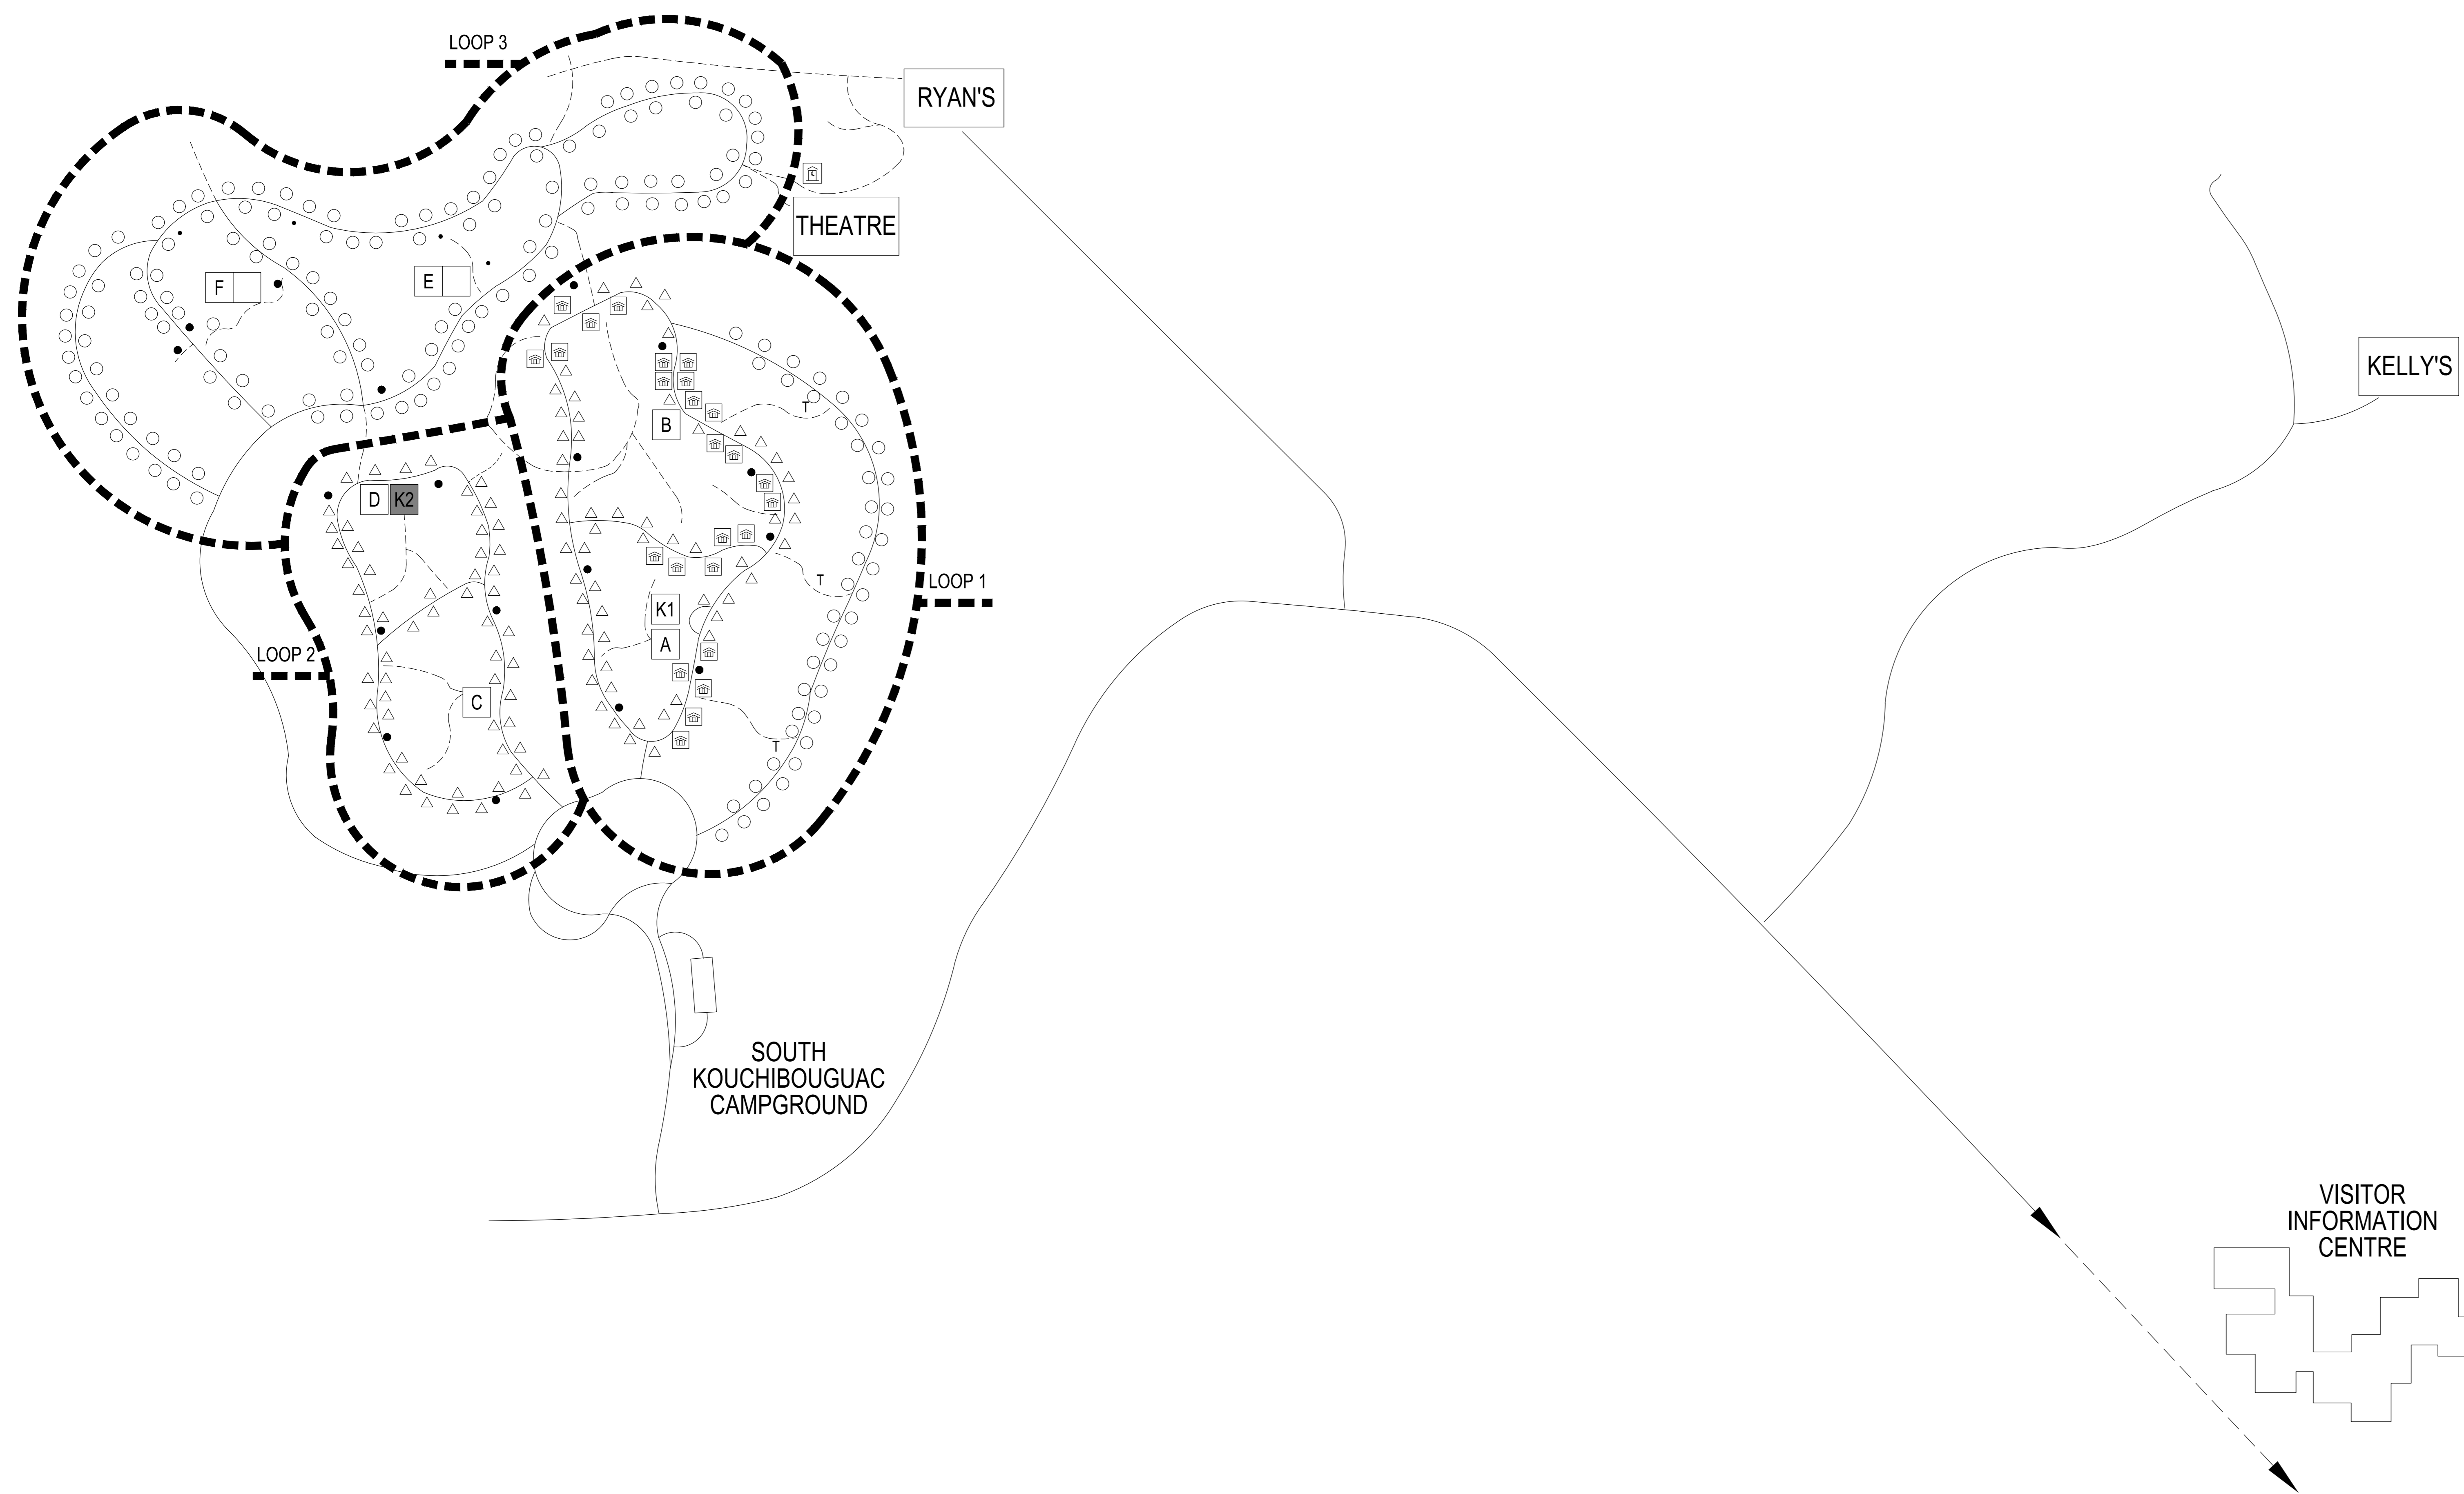 LOOP 3
RYAN'S
THEATRE
F
E
KELLY'S
T
B
D
K2
T
LOOP 1
K1
A
LOOP 2
C
T
SOUTH
KOUCHIBOUGUAC
CAMPGROUND
VISITOR
INFORMATION
CENTRE